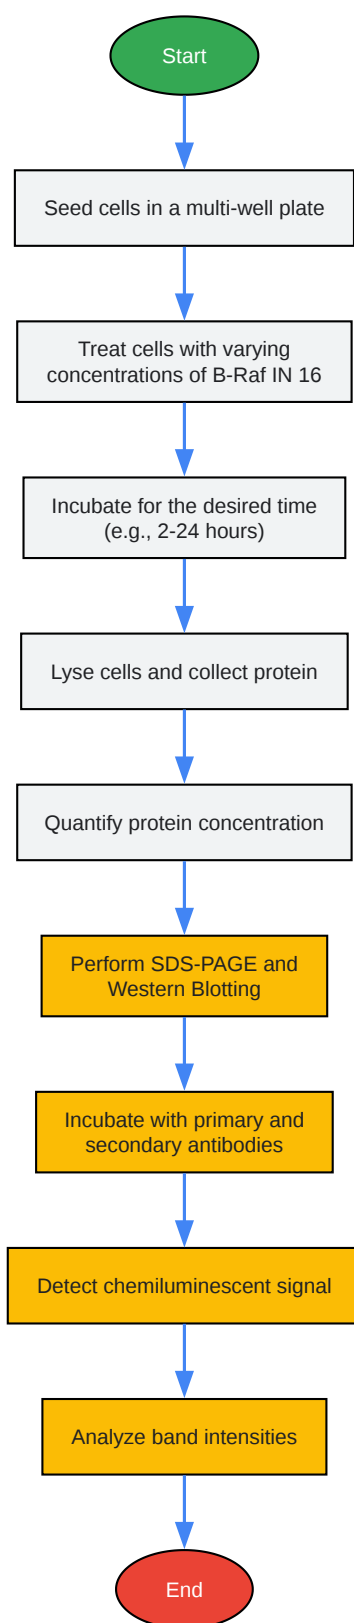 Start
Seed cells in a multi-well plate
Treat cells with varying
concentrations of B-Raf IN 16
Incubate for the desired time
(e.g., 2-24 hours)
Lyse cells and collect protein
Quantify protein concentration
Perform SDS-PAGE and
Western Blotting
Incubate with primary and
secondary antibodies
Detect chemiluminescent signal
Analyze band intensities
End